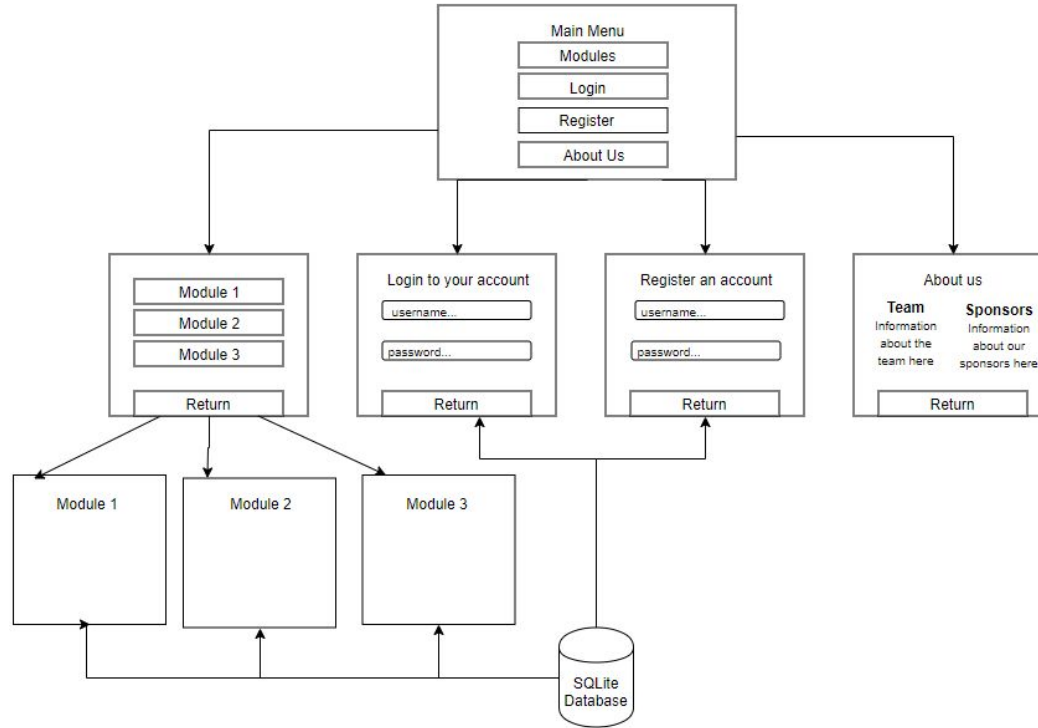 Main Menu
Modules
Login
Register
About Us
Module 1
Module 2
Module 3
Return
Login to your account
username...
password...
Return
Register an account
username...
password...
Return
About us
Team
Information
about the
team here
Sponsors
Information
about our
sponsors here
Return
Module 1
Module 2
Module 3
SQLite
Database